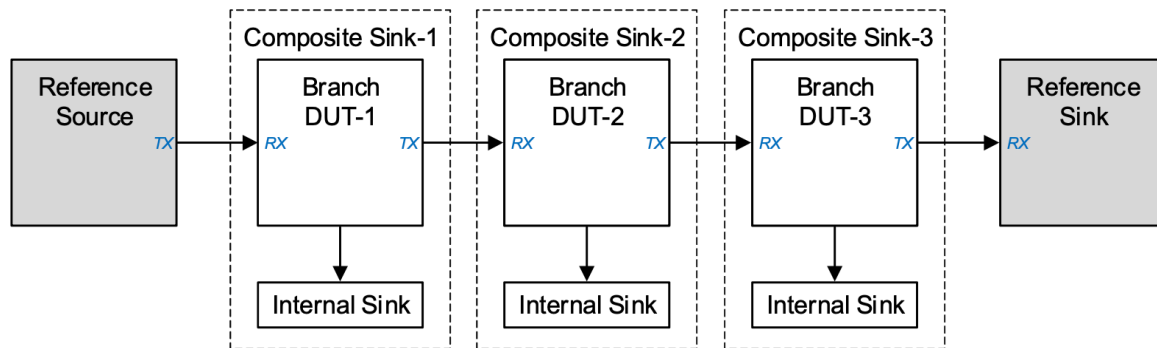 Composite Sink-1
Composite Sink-2
Composite Sink-3
Reference
Source
TX
Branch
DUT-1
RX
TX
Branch
DUT-2
RX
TX
Branch
DUT-3
RX
TX
Reference
Sink
RX
Internal Sink
Internal Sink
Internal Sink